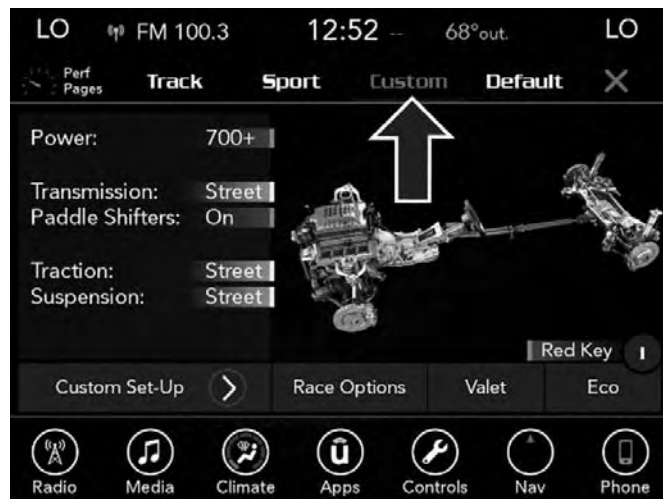 LO FM 100.3 12:52 -- 68°out. LO
Perf
Pages Track Sport Custom Default X
Power: 700+
Transmission: Street
Paddle Shifters: On
Traction: Street
Suspension: Street
Red Key
Custom Set-Up > Race Options Valet Eco
û
Radio Media Climate Apps Controls Nav Phone